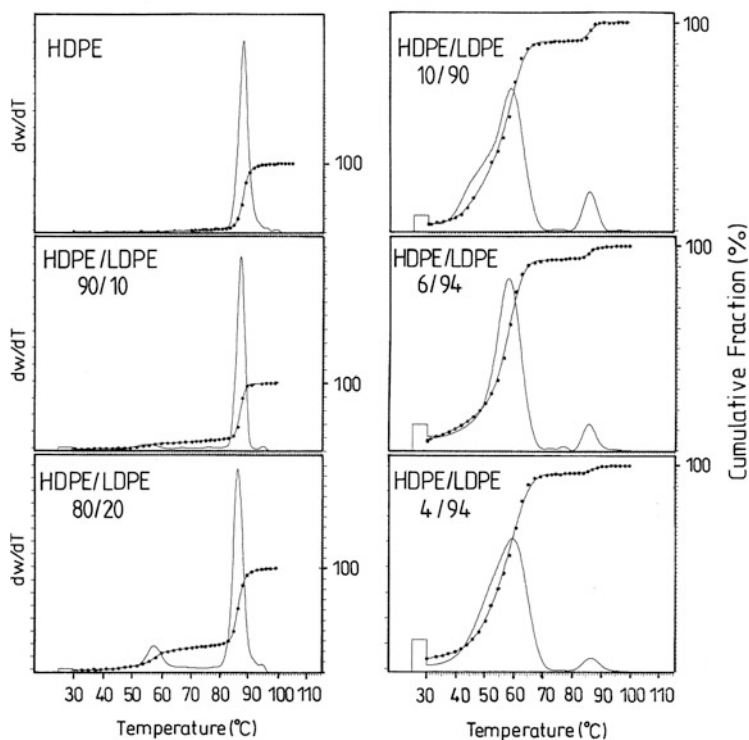 HDPE
dw/dT
100
HDPE/LDPE
90/10
100
HDPE/LDPE
80/20
dw/dT
100
30 40 50 60 70 80 90 100 110
Temperature (°C)
HDPE/LDPE
10/90
100
HDPE/LDPE
6/94
100
HDPE/LDPE
4/94
100
30 40 50 60 70 80 90 100 110
Temperature (°C)
Cumulative Fraction (%)